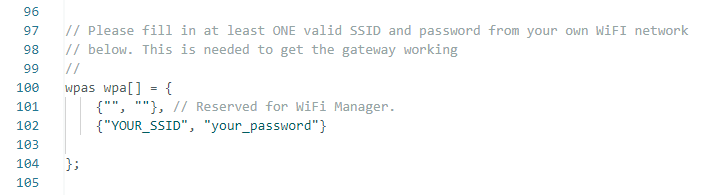 96
97 // Please fill in at least ONE valid SSID and password from your own WiFI network
98 // below. This is needed to get the gateway working
99 //
100 wpas wpa[] = {
101 {"", ""}, // Reserved for WiFi Manager.
102 {"YOUR_SSID", "your_password"}
103
104 };
105